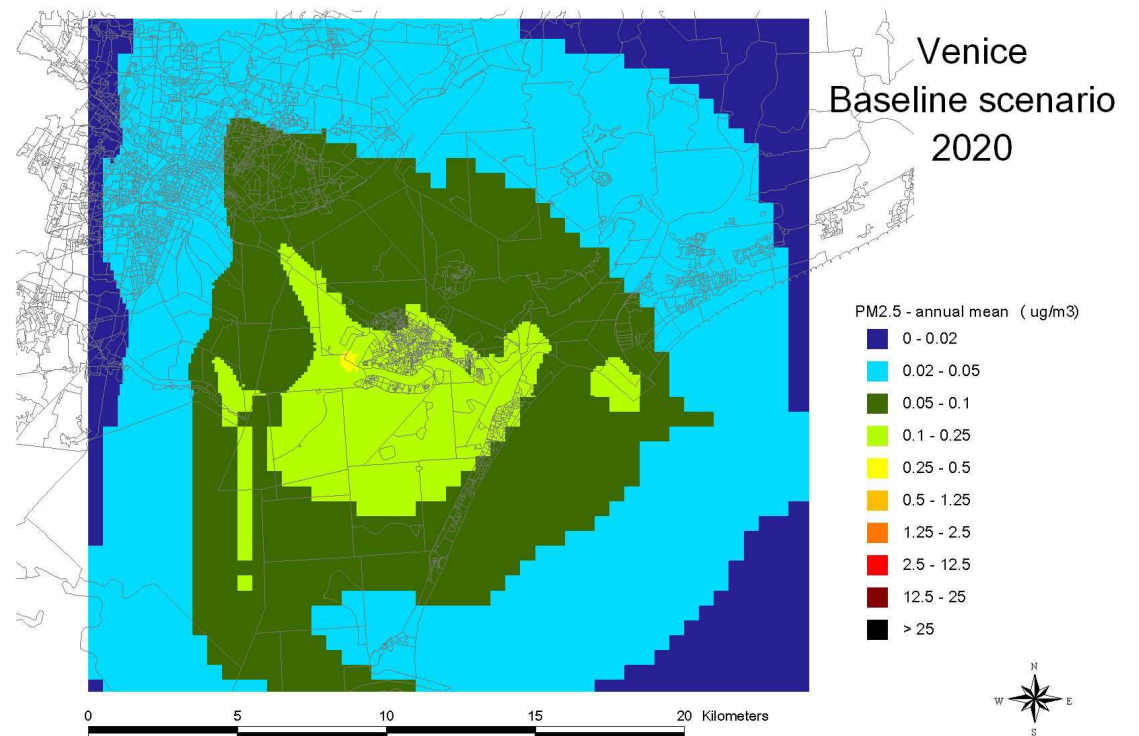 Venice
Baseline scenario
2020
PM2.5 - annual mean ( ug/m3)
0 - 0.02
0.02 - 0.05
0.05 - 0.1
0.1 - 0.25
0.25 - 0.5
0.5 - 1.25
1.25 - 2.5
2.5 - 12.5
12.5 - 25
> 25
N
W E
S
0 5 10 15 20 Kilometers